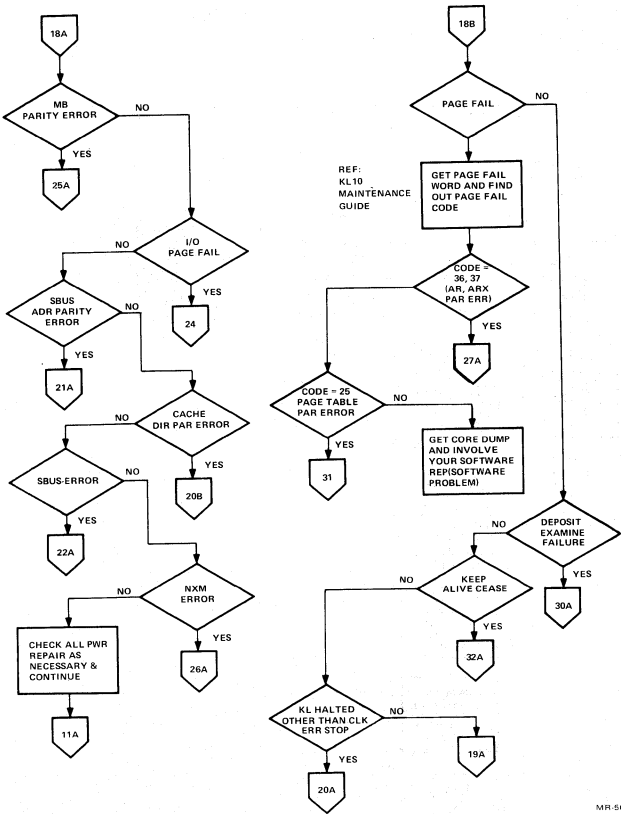 18A
MB
PARITY ERROR
NO
YES
25A
I/O
PAGE FAIL
NO
YES
24
SBUS
ADR PARITY
ERROR
NO
YES
21A
CACHE
DIR PAR ERROR
NO
YES
20B
SBUS-ERROR
NO
YES
22A
NXM
ERROR
NO
YES
26A
CHECK ALL PWR
REPAIR AS
NECESSARY &
CONTINUE
11A
18B
PAGE FAIL
NO
YES
REF:
KL10
MAINTENANCE
GUIDE
GET PAGE FAIL
WORD AND FIND
OUT PAGE FAIL
CODE
CODE =
36, 37
(AR, ARX
PAR ERR)
YES
27A
CODE = 25
PAGE TABLE
PAR ERROR
NO
YES
31
GET CORE DUMP
AND INVOLVE
YOUR SOFTWARE
REP(SOFTWARE
PROBLEM)
DEPOSIT
EXAMINE
FAILURE
NO
YES
30A
KEEP
ALIVE CEASE
NO
YES
32A
KL HALTED
OTHER THAN CLK
ERR STOP
NO
19A
YES
20A